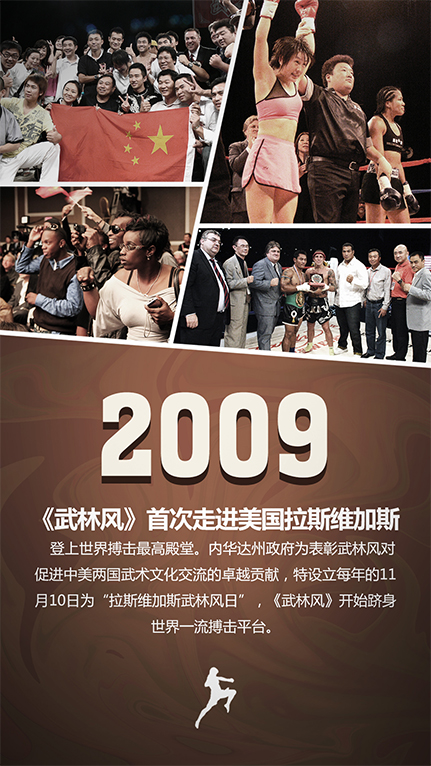 2009
《武林风》首次走进美国拉斯维加斯
登上世界搏击最高殿堂。内华达州政府为表彰武林风对
促进中美两国武术文化交流的卓越贡献，特设立每年的11
月10日为“拉斯维加斯武林风日”，《武林风》开始跻身
世界一流搏击平台。